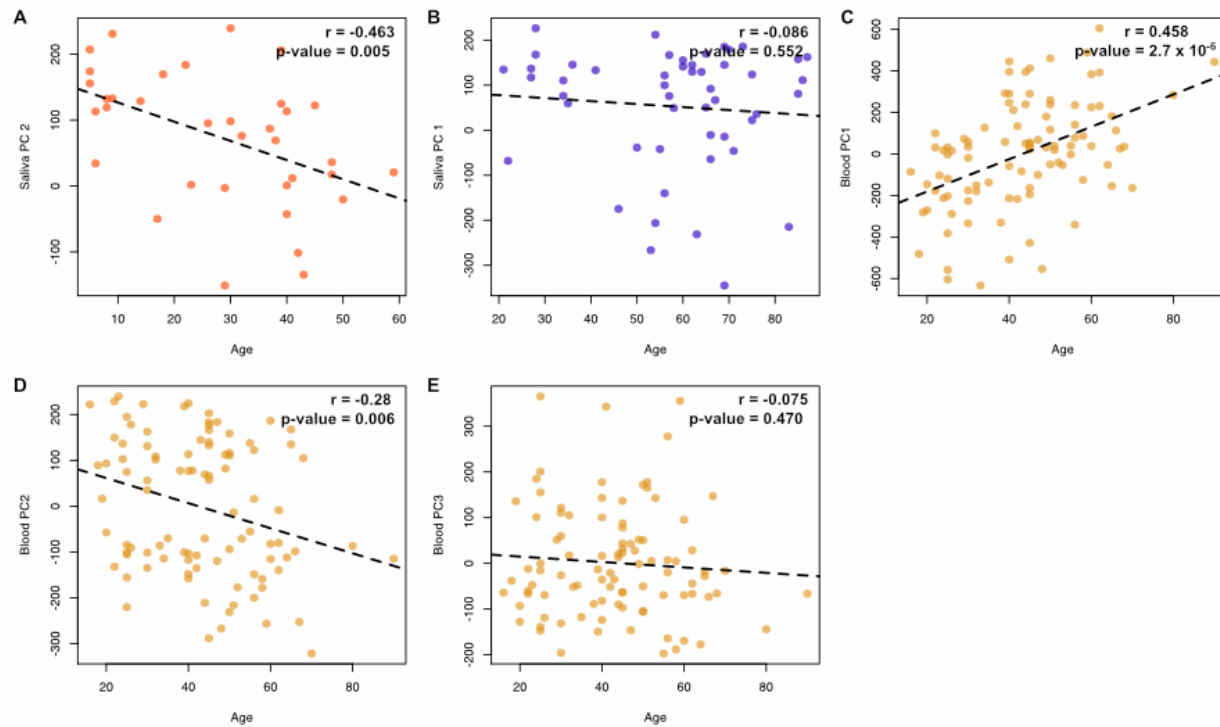 A
r = -0.463
p-value = 0.005
200
100
0
-100
Saliva PC 2
10 20 30 40 50 60
Age
B
r = -0.086
p-value = 0.552
200
100
0
-100
-200
-300
Saliva PC 1
20 30 40 50 60 70 80
Age
C
r = 0.458
p-value = 2.7 x 10⁻⁶
600
400
200
0
-200
-400
-600
Blood PC1
20 40 60 80
Age
D
r = -0.28
p-value = 0.006
200
100
0
-100
-200
-300
Blood PC2
20 40 60 80
Age
E
r = -0.075
p-value = 0.470
300
200
100
0
-100
-200
Blood PC3
20 40 60 80
Age